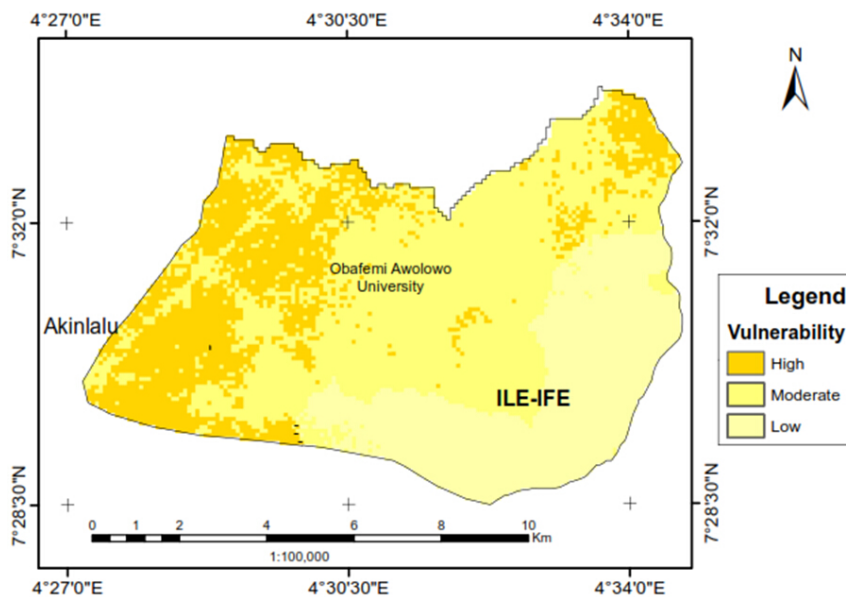 4°27'0"E 4°30'30"E 4°34'0"E
N
7°32'0"N
7°32'0"N
Obafemi Awolowo
University
Akinlalu
Legend
Vulnerability
High
Moderate
Low
ILE-IFE
7°28'30"N
7°28'30"N
0 1 2 4 6 8 10
Km
1:100,000
4°27'0"E 4°30'30"E 4°34'0"E